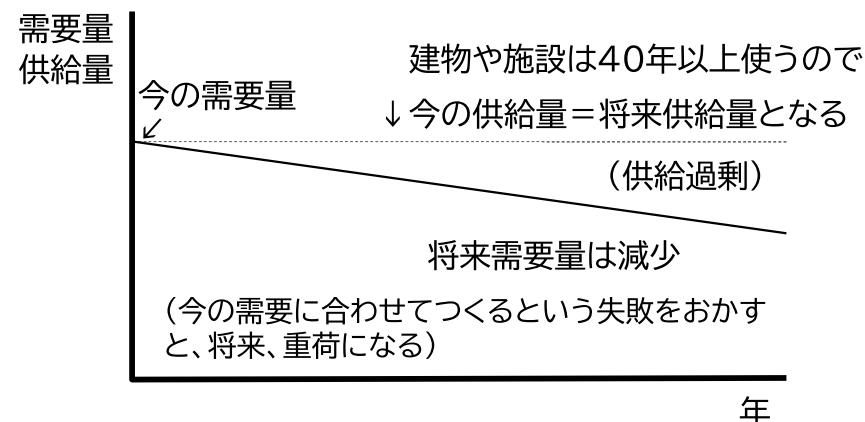 需要量
供給量
建物や施設は40年以上使うので
今の需要量
↓今の供給量＝将来供給量となる
↙
（供給過剰）
将来需要量は減少
（今の需要に合わせてつくるという失敗をおかす
と、将来、重荷になる）
年